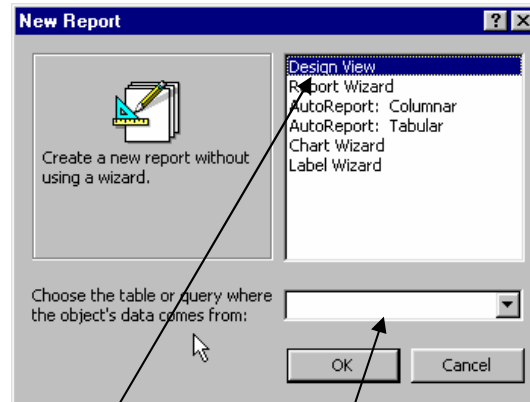 New Report
Design View
Report Wizard
AutoReport: Columnar
AutoReport: Tabular
Chart Wizard
Label Wizard
Create a new report without
using a wizard.
Choose the table or query where
the object's data comes from:
OK
Cancel